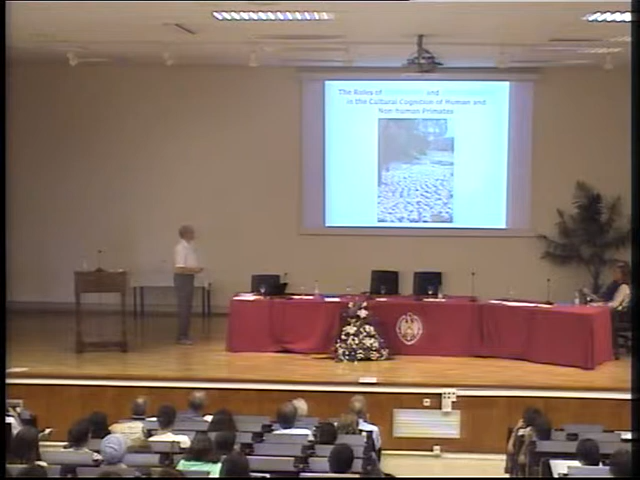 The Roles of and
in the Cultural Cognition of Human and
Non-human Primates